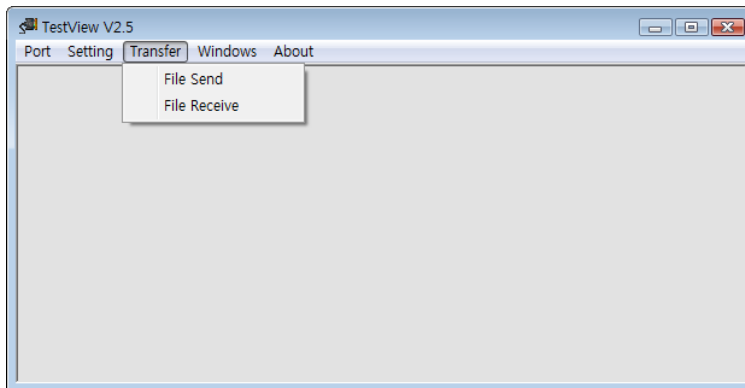 TestView V2.5
Port Setting Transfer Windows About
File Send
File Receive